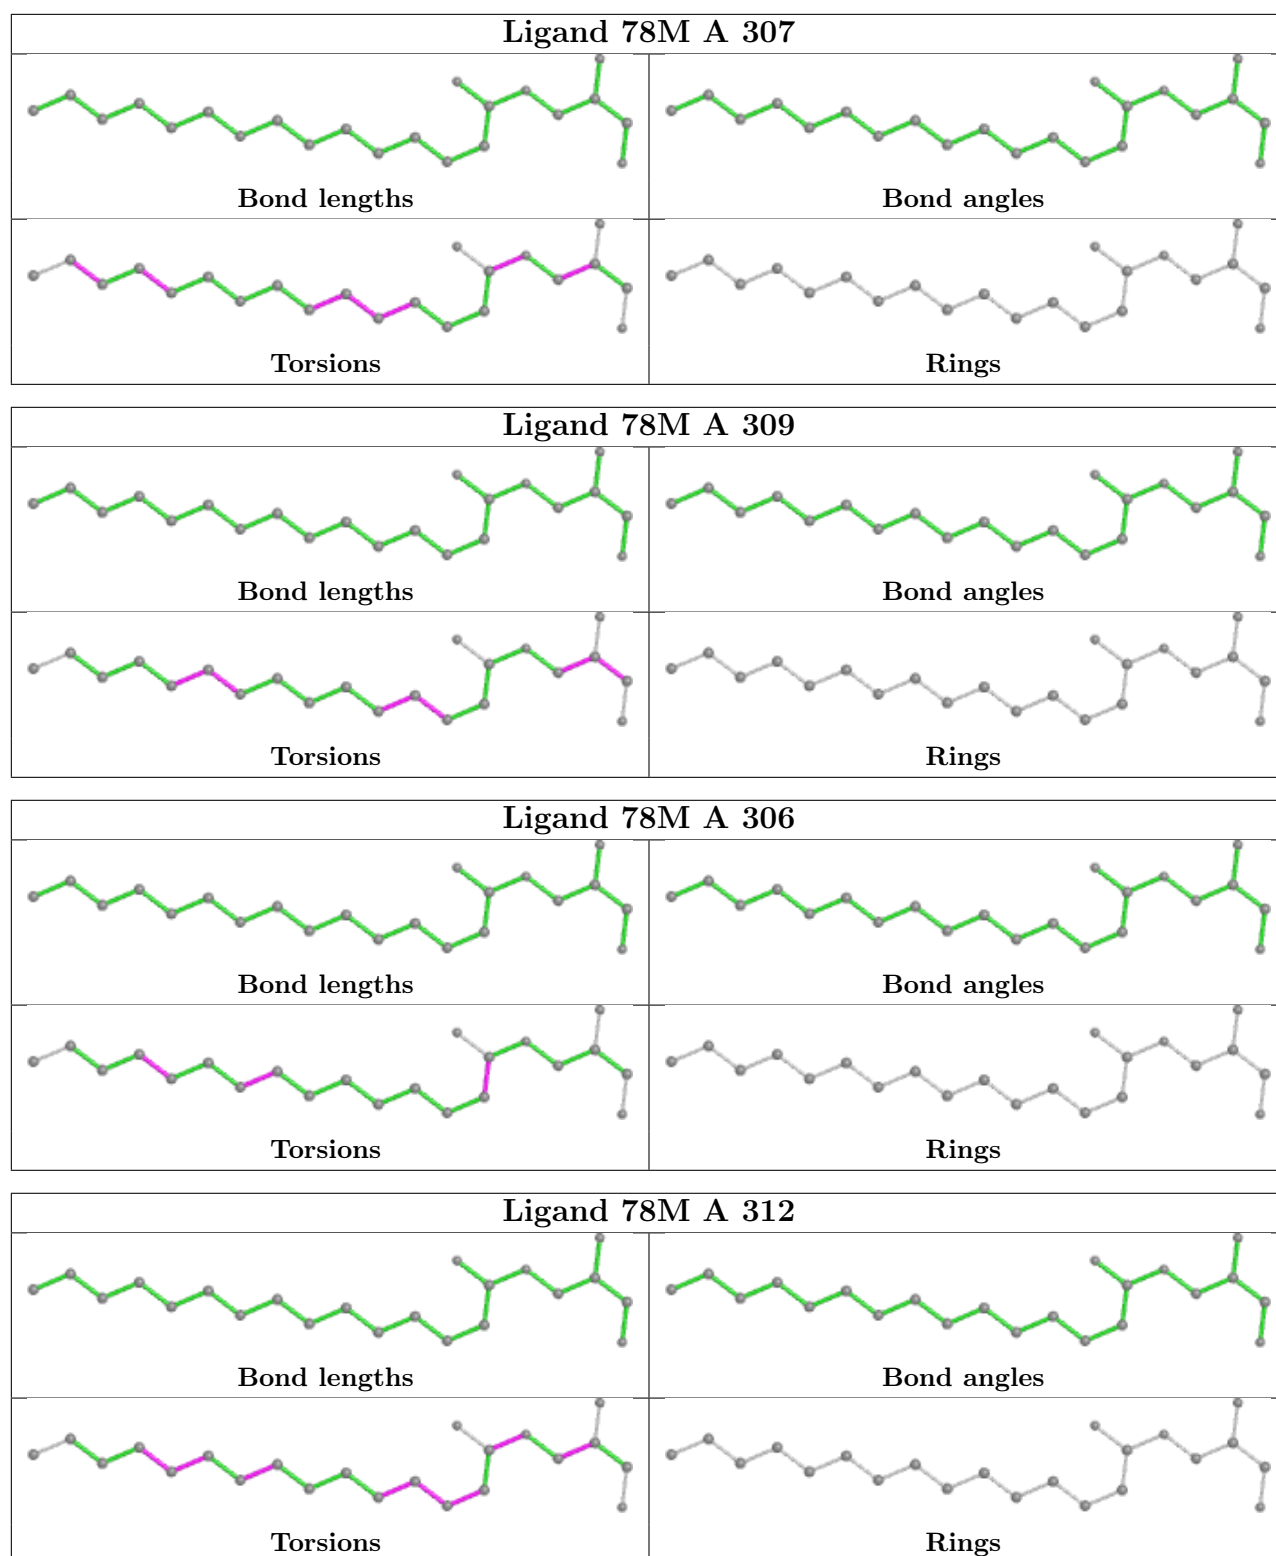 Ligand 78M A 307
Bond lengths
Bond angles
Torsions
Rings
Ligand 78M A 309
Bond lengths
Bond angles
Torsions
Rings
Ligand 78M A 306
Bond lengths
Bond angles
Torsions
Rings
Ligand 78M A 312
Bond lengths
Bond angles
Torsions
Rings